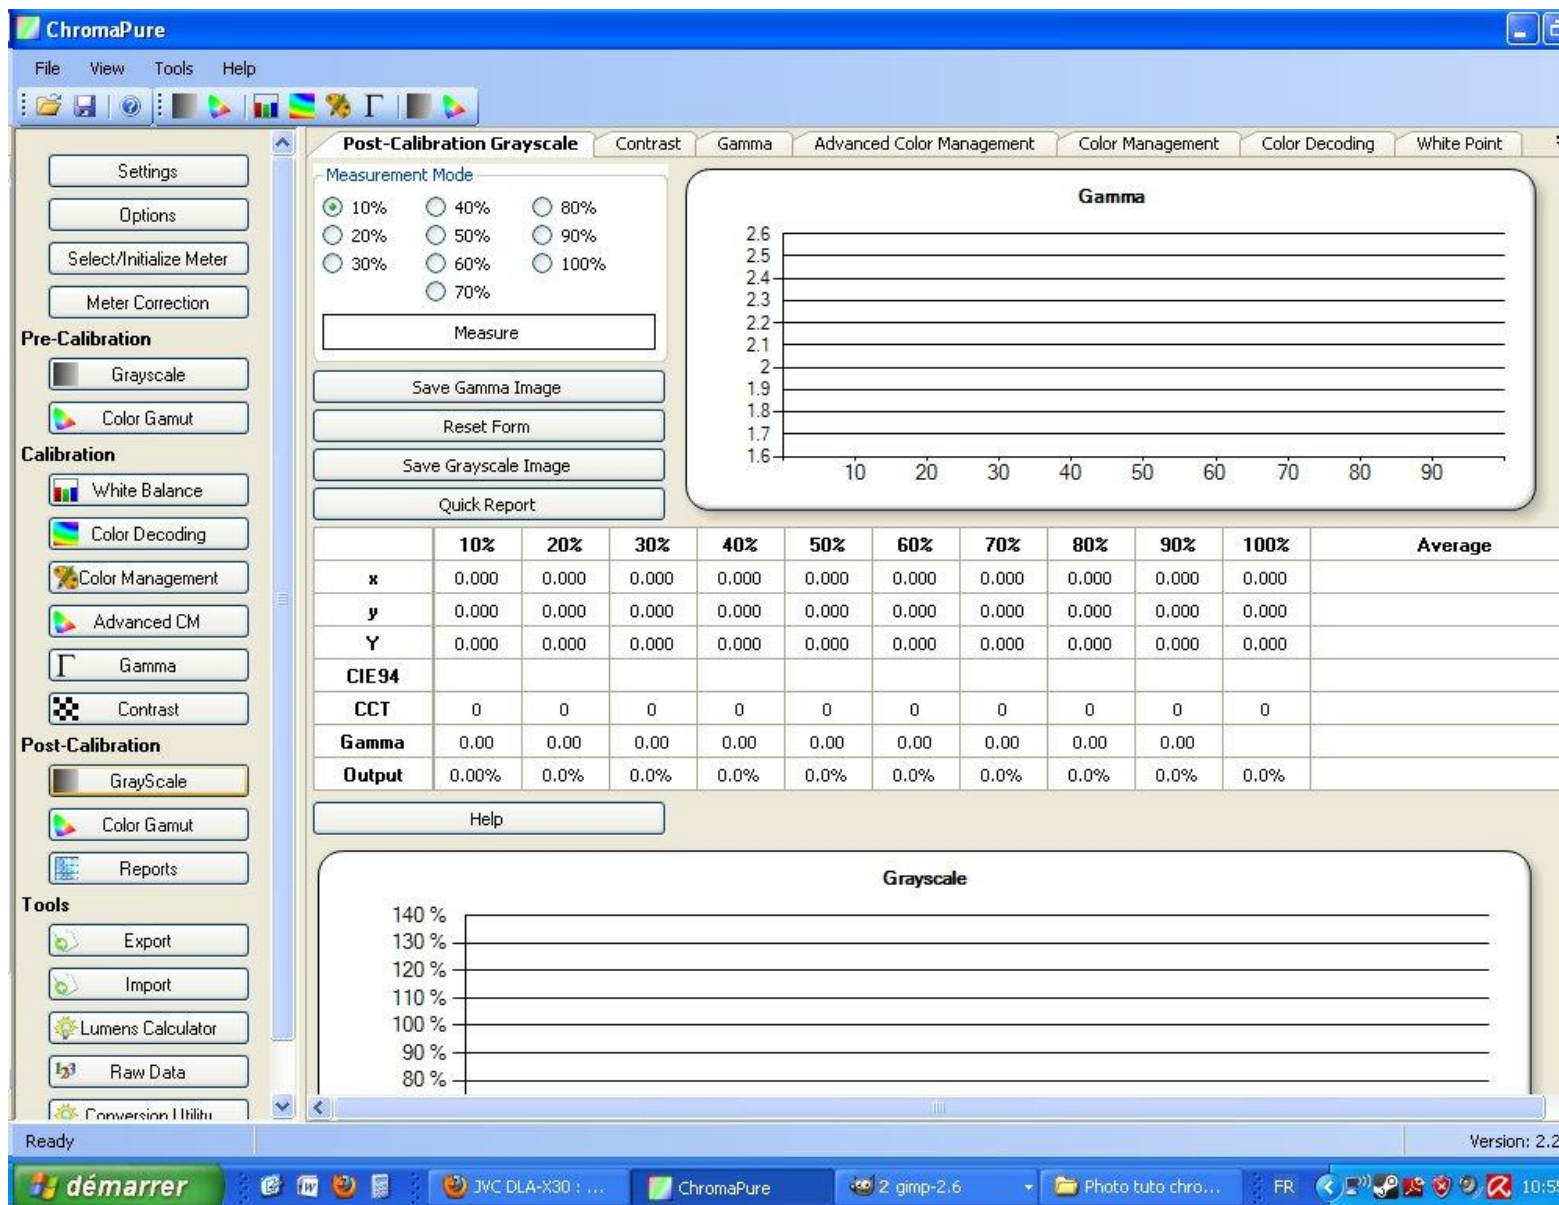 ChromaPure
File View Tools Help
Settings
Options
Select/Initialize Meter
Meter Correction
Pre-Calibration
Grayscale
Color Gamut
Calibration
White Balance
Color Decoding
Color Management
Advanced CM
Gamma
Contrast
Post-Calibration
GrayScale
Color Gamut
Reports
Tools
Export
Import
Lumens Calculator
Raw Data
Conversion Utility
Post-Calibration Grayscale Contrast Gamma Advanced Color Management Color Management Color Decoding White Point
Measurement Mode
10% 40% 80%
20% 50% 90%
30% 60% 100%
70%
Measure
Save Gamma Image
Reset Form
Save Grayscale Image
Quick Report
Gamma
2.6
2.5
2.4
2.3
2.2
2.1
2
1.9
1.8
1.7
1.6
10 20 30 40 50 60 70 80 90
10% 20% 30% 40% 50% 60% 70% 80% 90% 100% Average
x 0.000 0.000 0.000 0.000 0.000 0.000 0.000 0.000 0.000 0.000
y 0.000 0.000 0.000 0.000 0.000 0.000 0.000 0.000 0.000 0.000
Y 0.000 0.000 0.000 0.000 0.000 0.000 0.000 0.000 0.000 0.000
CIE94
CCT 0 0 0 0 0 0 0 0 0 0
Gamma 0.00 0.00 0.00 0.00 0.00 0.00 0.00 0.00 0.00
Output 0.00% 0.0% 0.0% 0.0% 0.0% 0.0% 0.0% 0.0% 0.0% 0.0%
Help
Grayscale
140 %
130 %
120 %
110 %
100 %
90 %
80 %
Ready Version: 2.2
démarrer JVC DLA-X30 : ... ChromaPure 2 gimp-2.6 Photo tuto chro... FR 10:55